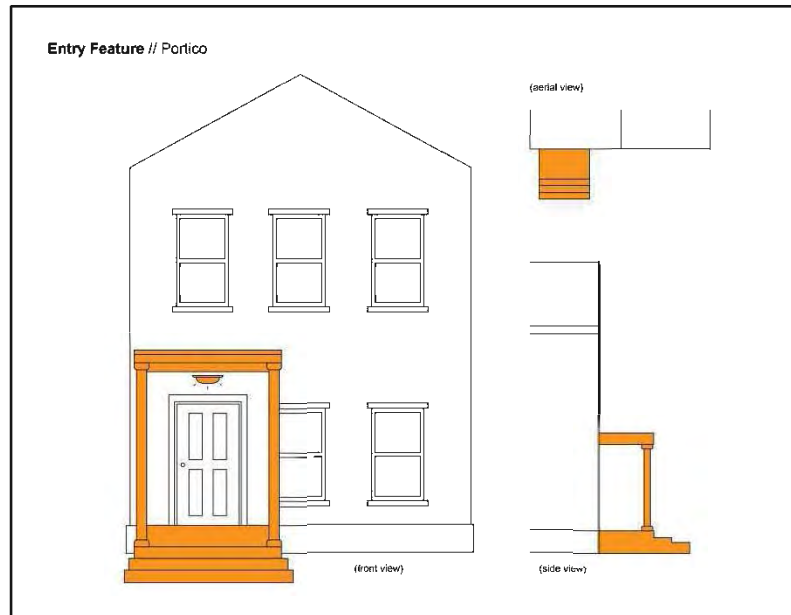 Entry Feature // Portico
(aerial view)
(front view)
(side view)